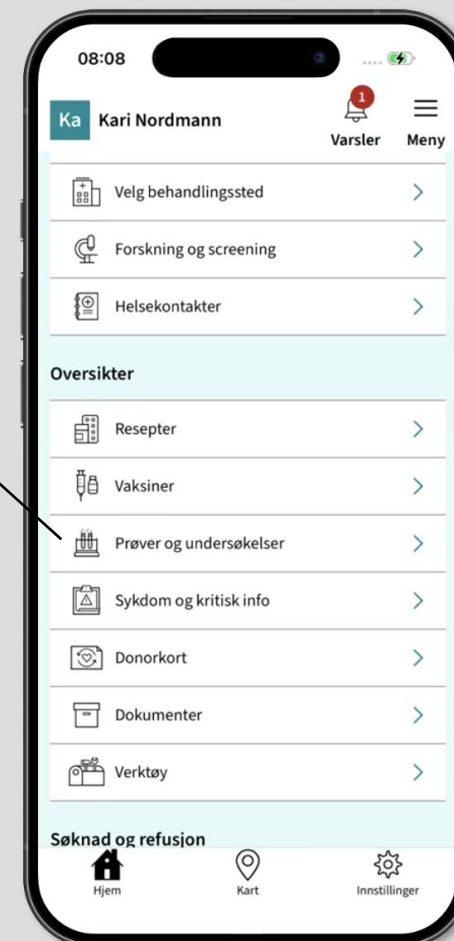 08:08
Ka Kari Nordmann
1
Varsler Meny
Velg behandlingssted
Forskning og screening
Helsekontakter
Oversikter
Resepter
Vaksiner
Prøver og undersøkelser
Sykdom og kritisk info
Donorkort
Dokumenter
Verktøy
Søknad og refusjon
Hjem Kart Innstillinger